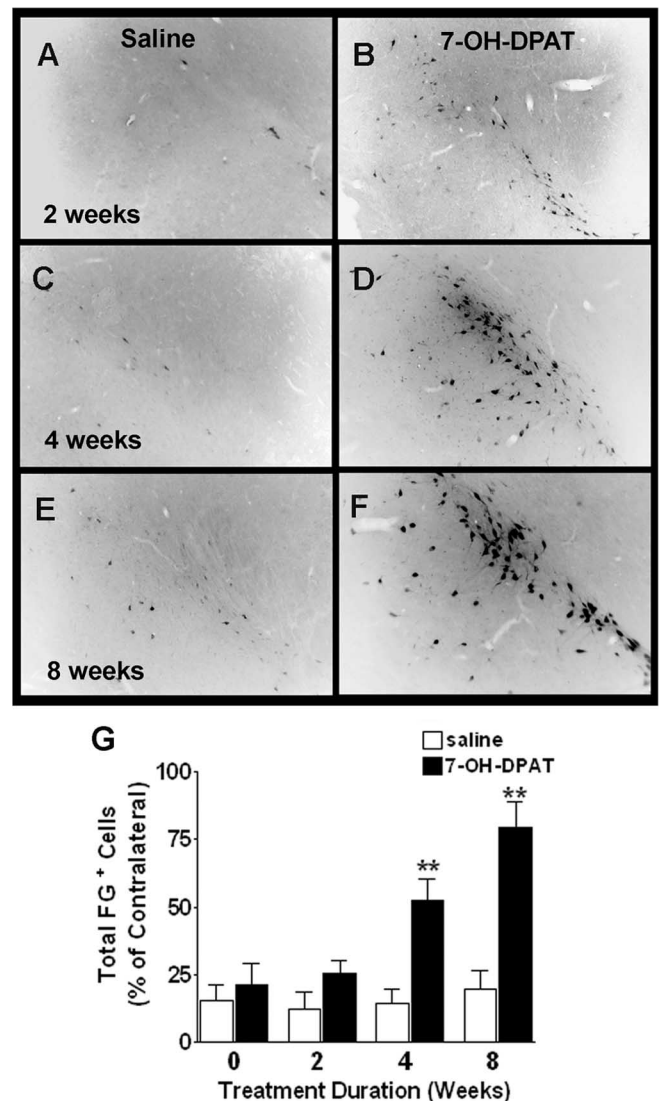 A Saline
B 7-OH-DPAT
2 weeks
C
D
4 weeks
E
F
8 weeks
G
saline
7-OH-DPAT
Total FG + Cells
(% of Contralateral)
100
75
50
25
0
**
**
0 2 4 8
Treatment Duration (Weeks)